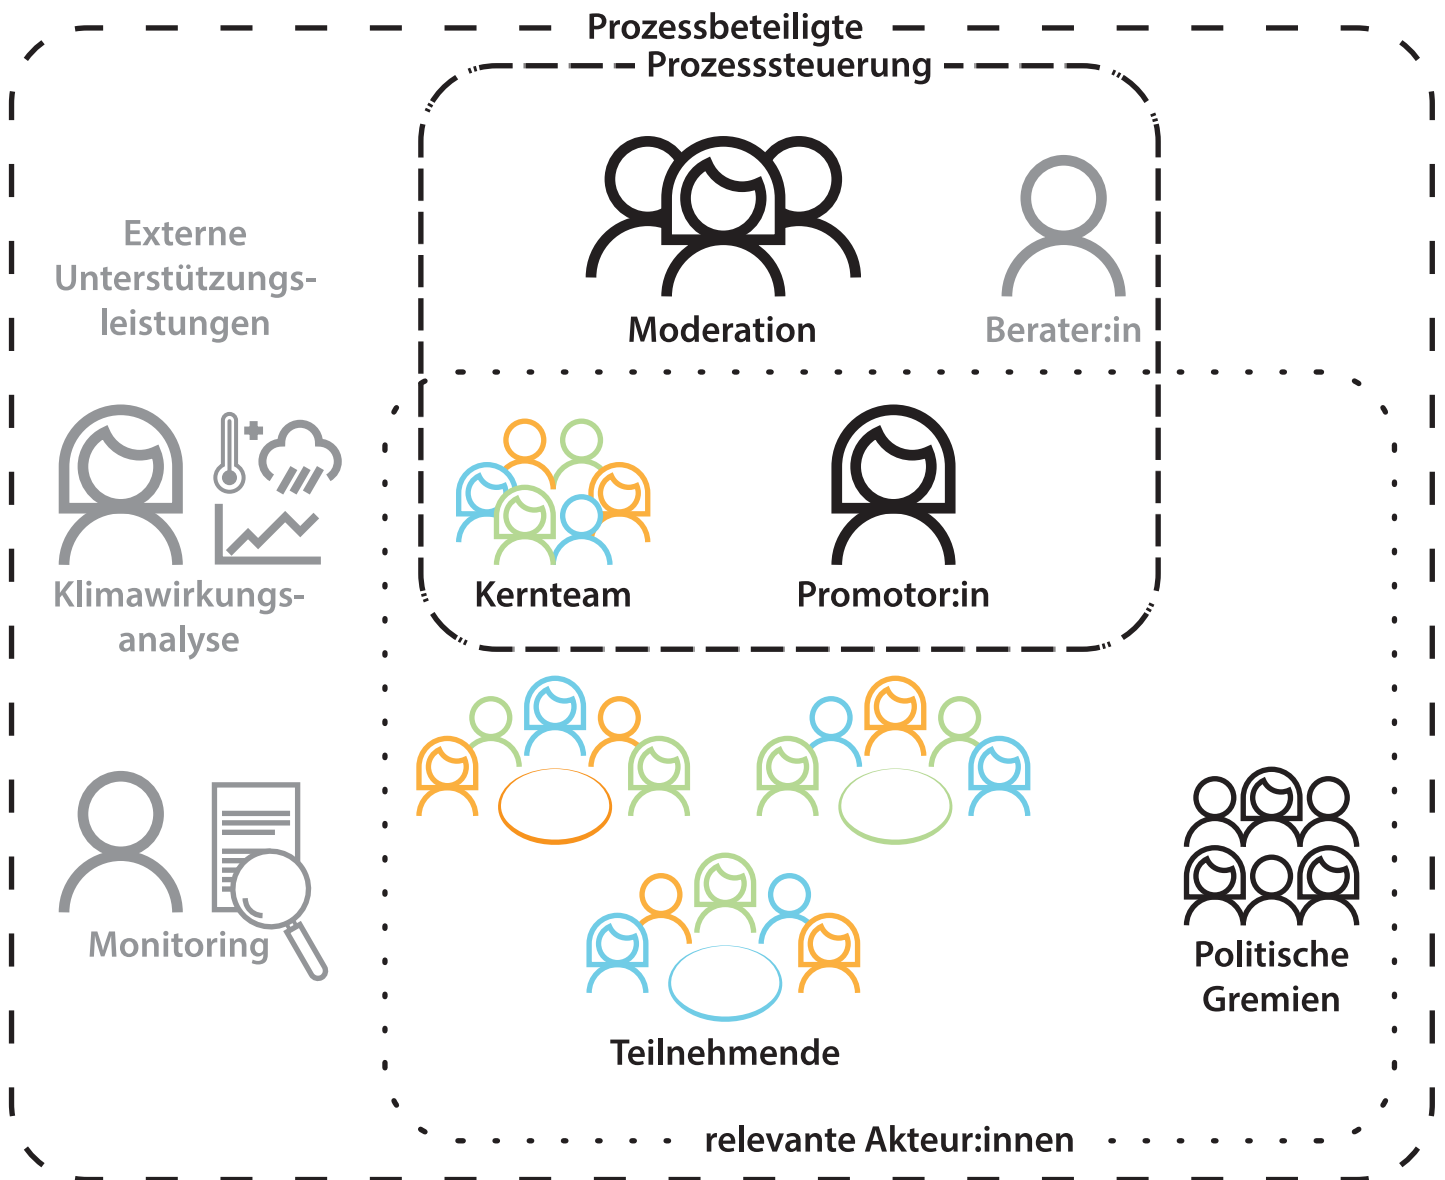 Prozessbeteiligte
Prozesssteuerung
Externe
Unterstützungs-
leistungen
Moderation
Berater:in
Klimawirkungs-
analyse
Kernteam
Promotor:in
Monitoring
Politische
Gremien
Teilnehmende
relevante Akteur:innen